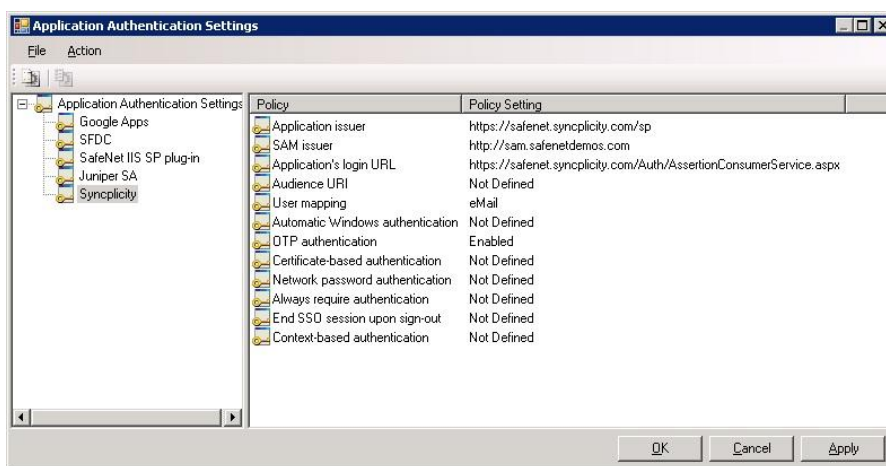 Application Authentication Settings
File Action
Application Authentication Settings
Google Apps
SFDC
SafeNet IIS SP plug-in
Juniper SA
Syncplicity
Policy Policy Setting
Application issuer https://safenet.syncplicity.com/sp
SAM issuer http://sam.safenetdemos.com
Application's login URL https://safenet.syncplicity.com/Auth/AssertionConsumerService.aspx
Audience URI Not Defined
User mapping eMail
Automatic Windows authentication Not Defined
OTP authentication Enabled
Certificate-based authentication Not Defined
Network password authentication Not Defined
Always require authentication Not Defined
End SSO session upon sign-out Not Defined
Context-based authentication Not Defined
OK Cancel Apply